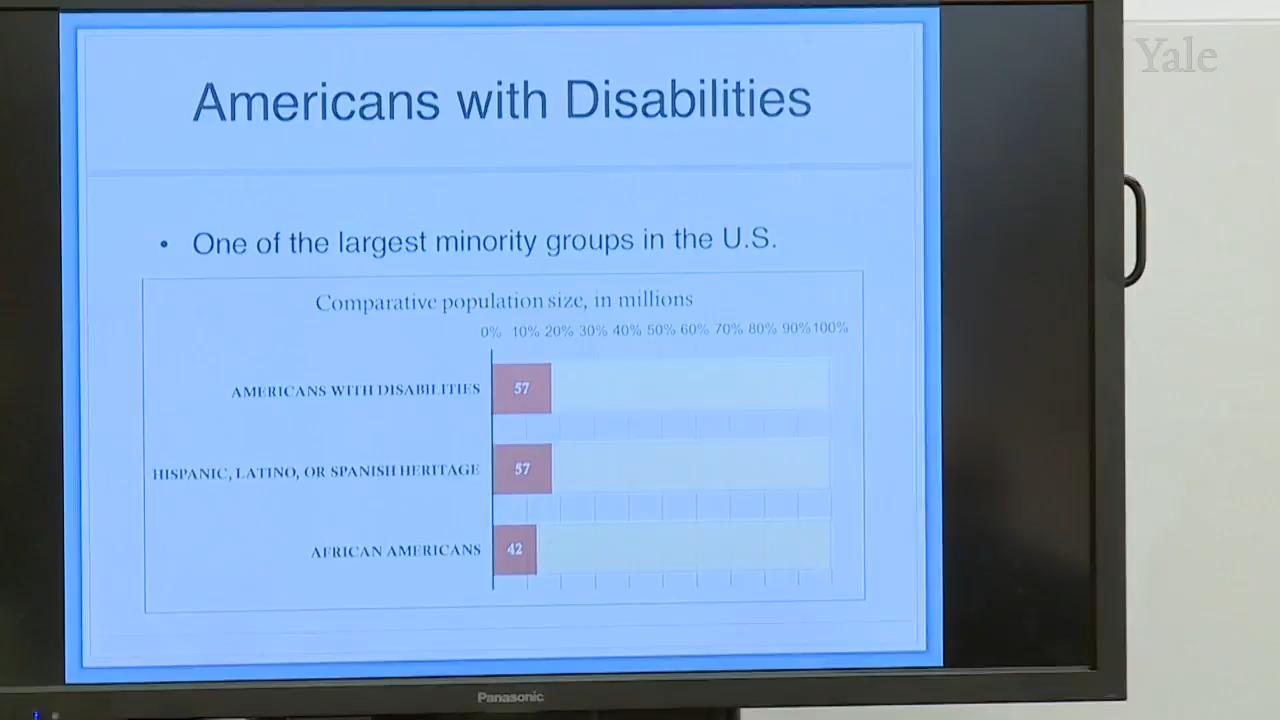 Yale
Americans with Disabilities
• One of the largest minority groups in the U.S.
Comparative population size, in millions
0% 10% 20% 30% 40% 50% 60% 70% 80% 90% 100%
AMERICANS WITH DISABILITIES 57
HISPANIC, LATINO, OR SPANISH HERITAGE 57
AFRICAN AMERICANS 42
Panasonic